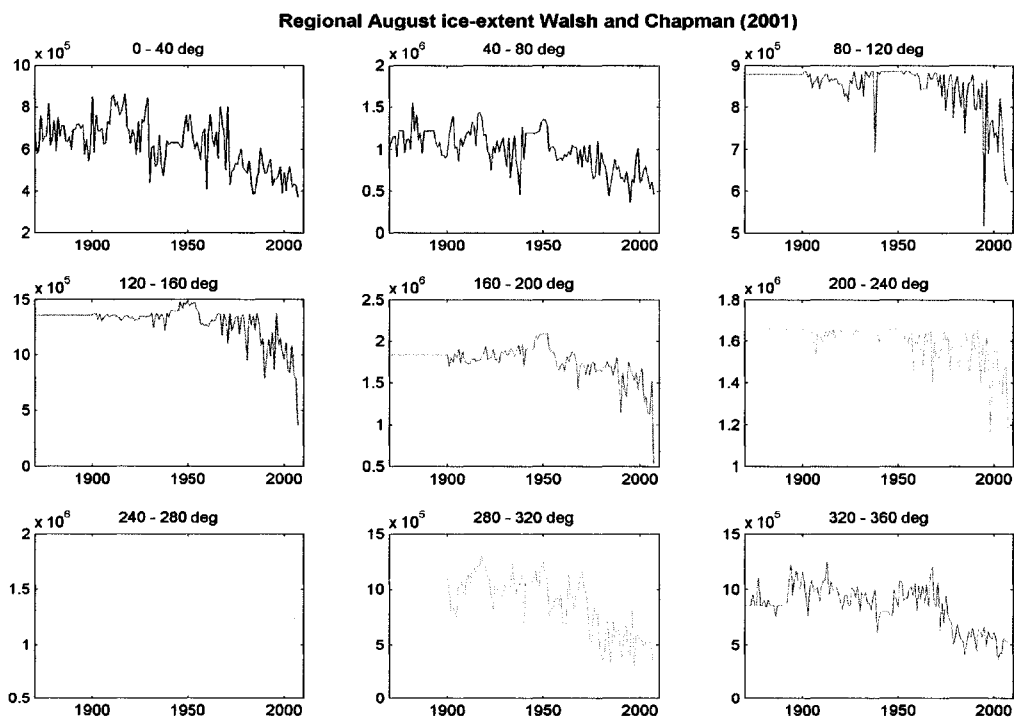 Regional August ice-extent Walsh and Chapman (2001)
x 10^5 0 - 40 deg
10
8
6
4
2
1900 1950 2000
x 10^6 40 - 80 deg
2
1.5
1
0.5
0
1900 1950 2000
x 10^5 80 - 120 deg
9
8
7
6
5
1900 1950 2000
x 10^5 120 - 160 deg
15
10
5
0
1900 1950 2000
x 10^6 160 - 200 deg
2.5
2
1.5
1
0.5
1900 1950 2000
x 10^6 200 - 240 deg
1.8
1.6
1.4
1.2
1
1900 1950 2000
x 10^6 240 - 280 deg
2
1.5
1
0.5
1900 1950 2000
x 10^5 280 - 320 deg
15
10
5
0
1900 1950 2000
x 10^5 320 - 360 deg
15
10
5
0
1900 1950 2000